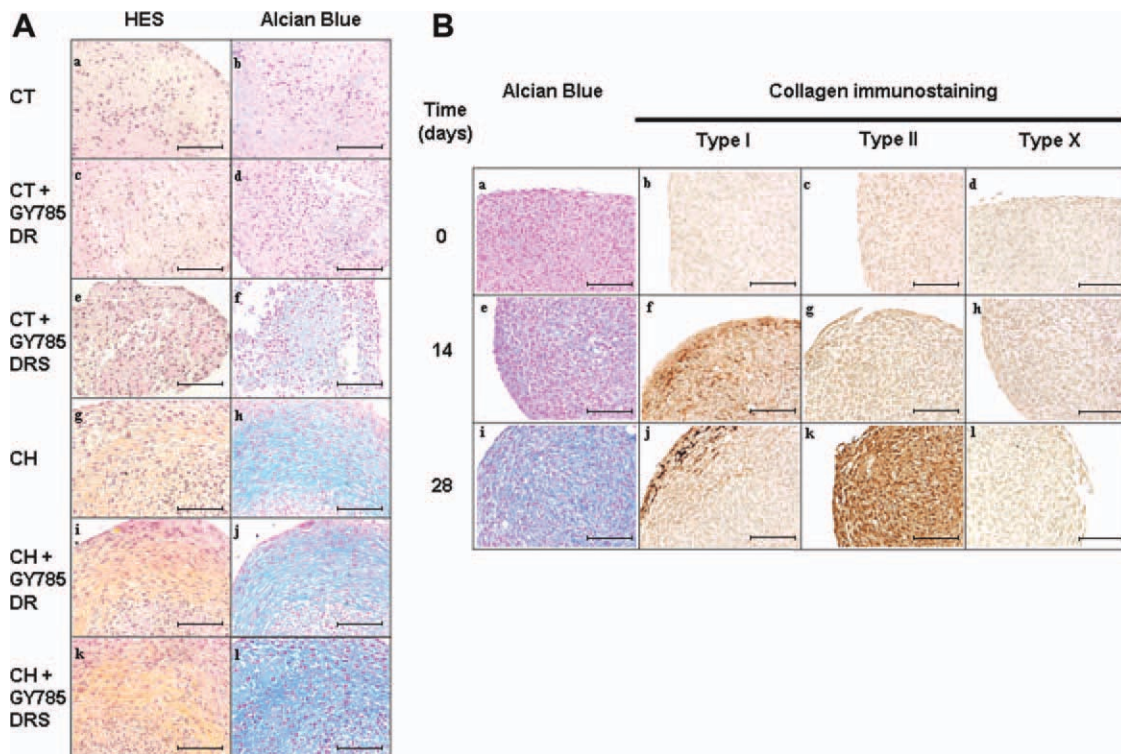 A
HES
Alcian Blue
CT
a
b
CT +
GY785
DR
c
d
CT +
GY785
DRS
e
f
CH
g
h
CH +
GY785
DR
i
j
CH +
GY785
DRS
k
l
B
Time
(days)
Alcian Blue
Collagen immunostaining
Type I
Type II
Type X
0
a
b
c
d
14
e
f
g
h
28
i
j
k
l